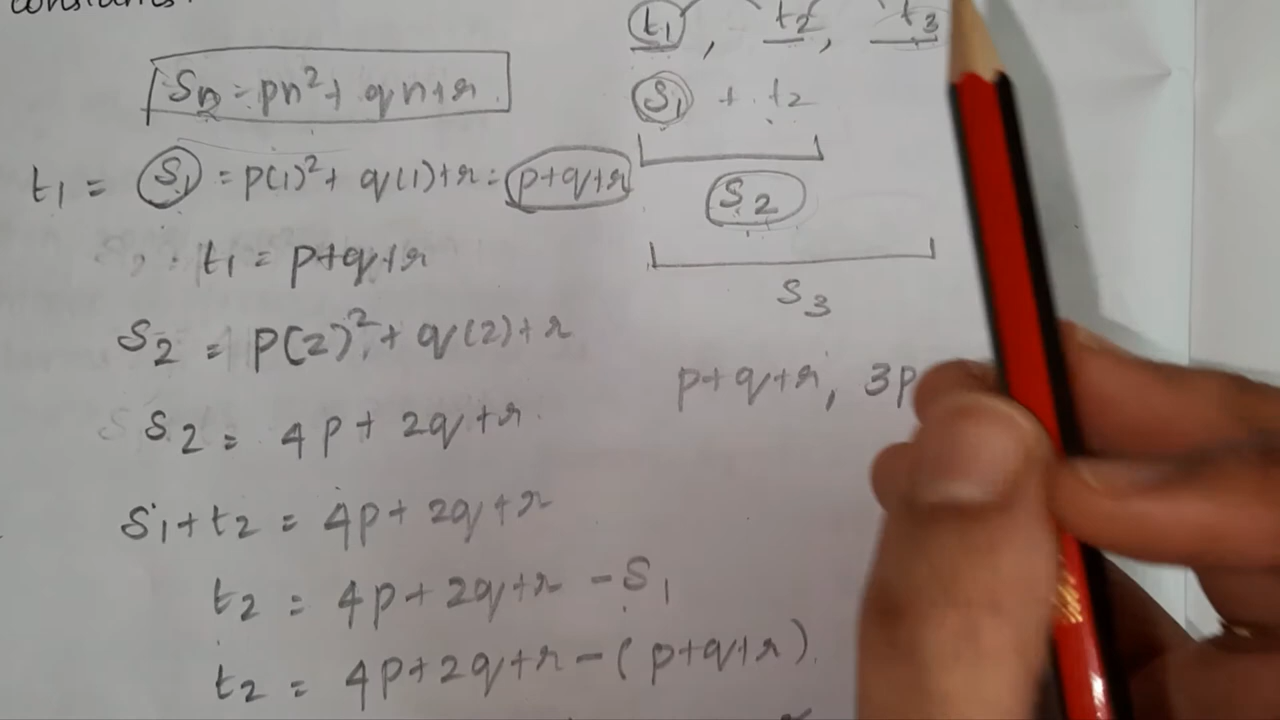 constants.
Sn = pn² + qn + r
t₁ = S₁ = p(1)² + q(1) + r = p+q+r
t₁ = p+q+r
S₂ = p(2)² + q(2) + r
S₂ = 4p + 2q + r
S₁ + t₂ = 4p + 2q + r
t₂ = 4p + 2q + r - S₁
t₂ = 4p + 2q + r - (p+q+r)
t₁, t₂, t₃
S₁ + t₂
S₂
S₃
p+q+r, 3p